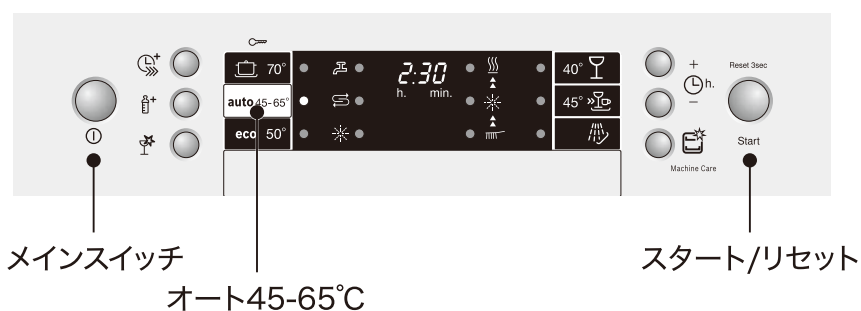 70°
2:30
40°
+
Reset 3sec
h. min.
h.
auto 45-65°
45°
−
eco 50°
Start
Machine Care
メインスイッチ
スタート/リセット
オート45-65℃